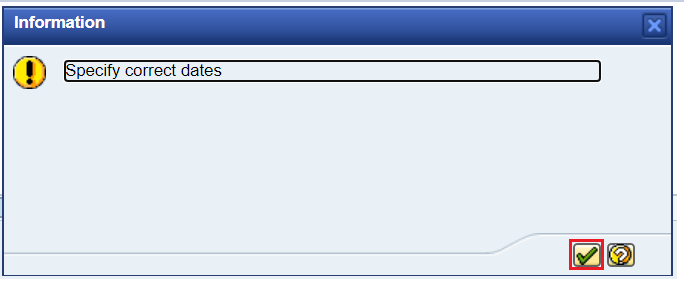 Information
Specify correct dates